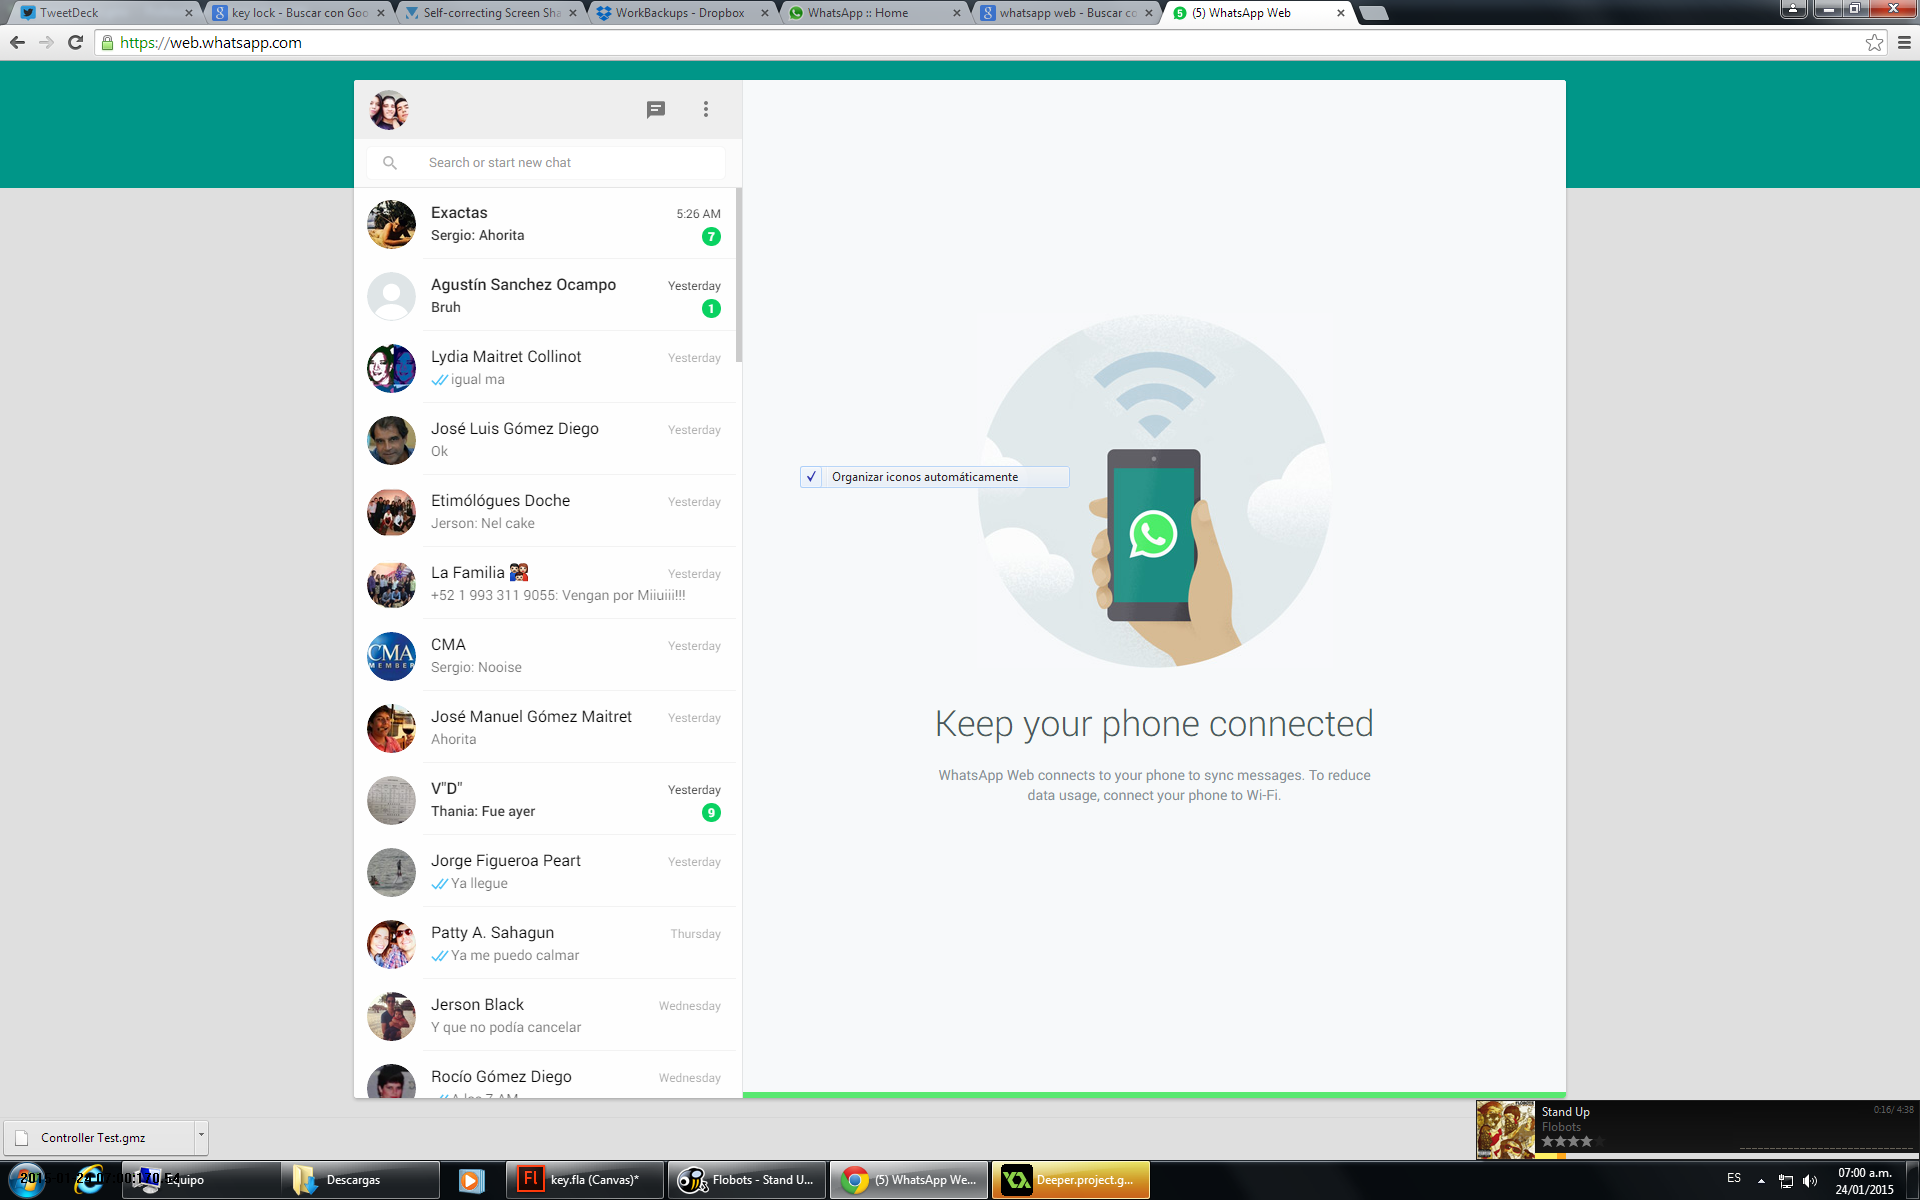 TweetDeck
key lock - Buscar con Goo
Self-correcting Screen Sha
WorkBackups - Dropbox
WhatsApp :: Home
whatsapp web - Buscar co
(5) WhatsApp Web
https://web.whatsapp.com
Search or start new chat
Exactas
5:26 AM
Sergio: Ahorita
7
Agustín Sanchez Ocampo
Yesterday
Bruh
1
Lydia Maitret Collinot
Yesterday
igual ma
José Luis Gómez Diego
Yesterday
Ok
Etimólógues Doche
Yesterday
Jerson: Nel cake
La Familia
Yesterday
+52 1 993 311 9055: Vengan por Miiuiii!!!
CMA
Yesterday
Sergio: Nooise
CMA
MEMBER
José Manuel Gómez Maitret
Yesterday
Ahorita
V"D"
Yesterday
Thania: Fue ayer
9
Jorge Figueroa Peart
Yesterday
Ya llegue
Patty A. Sahagun
Thursday
Ya me puedo calmar
Jerson Black
Wednesday
Y que no podía cancelar
Rocío Gómez Diego
Wednesday
A las 7 AM
Organizar iconos automáticamente
Keep your phone connected
WhatsApp Web connects to your phone to sync messages. To reduce
data usage, connect your phone to Wi-Fi.
Controller Test.gmz
Stand Up
0:16/ 4:38
Flobots
Equipo
Descargas
Fl
key.fla (Canvas)*
Flobots - Stand U...
(5) WhatsApp We...
Deeper.project.g...
ES
07:00 a.m.
24/01/2015